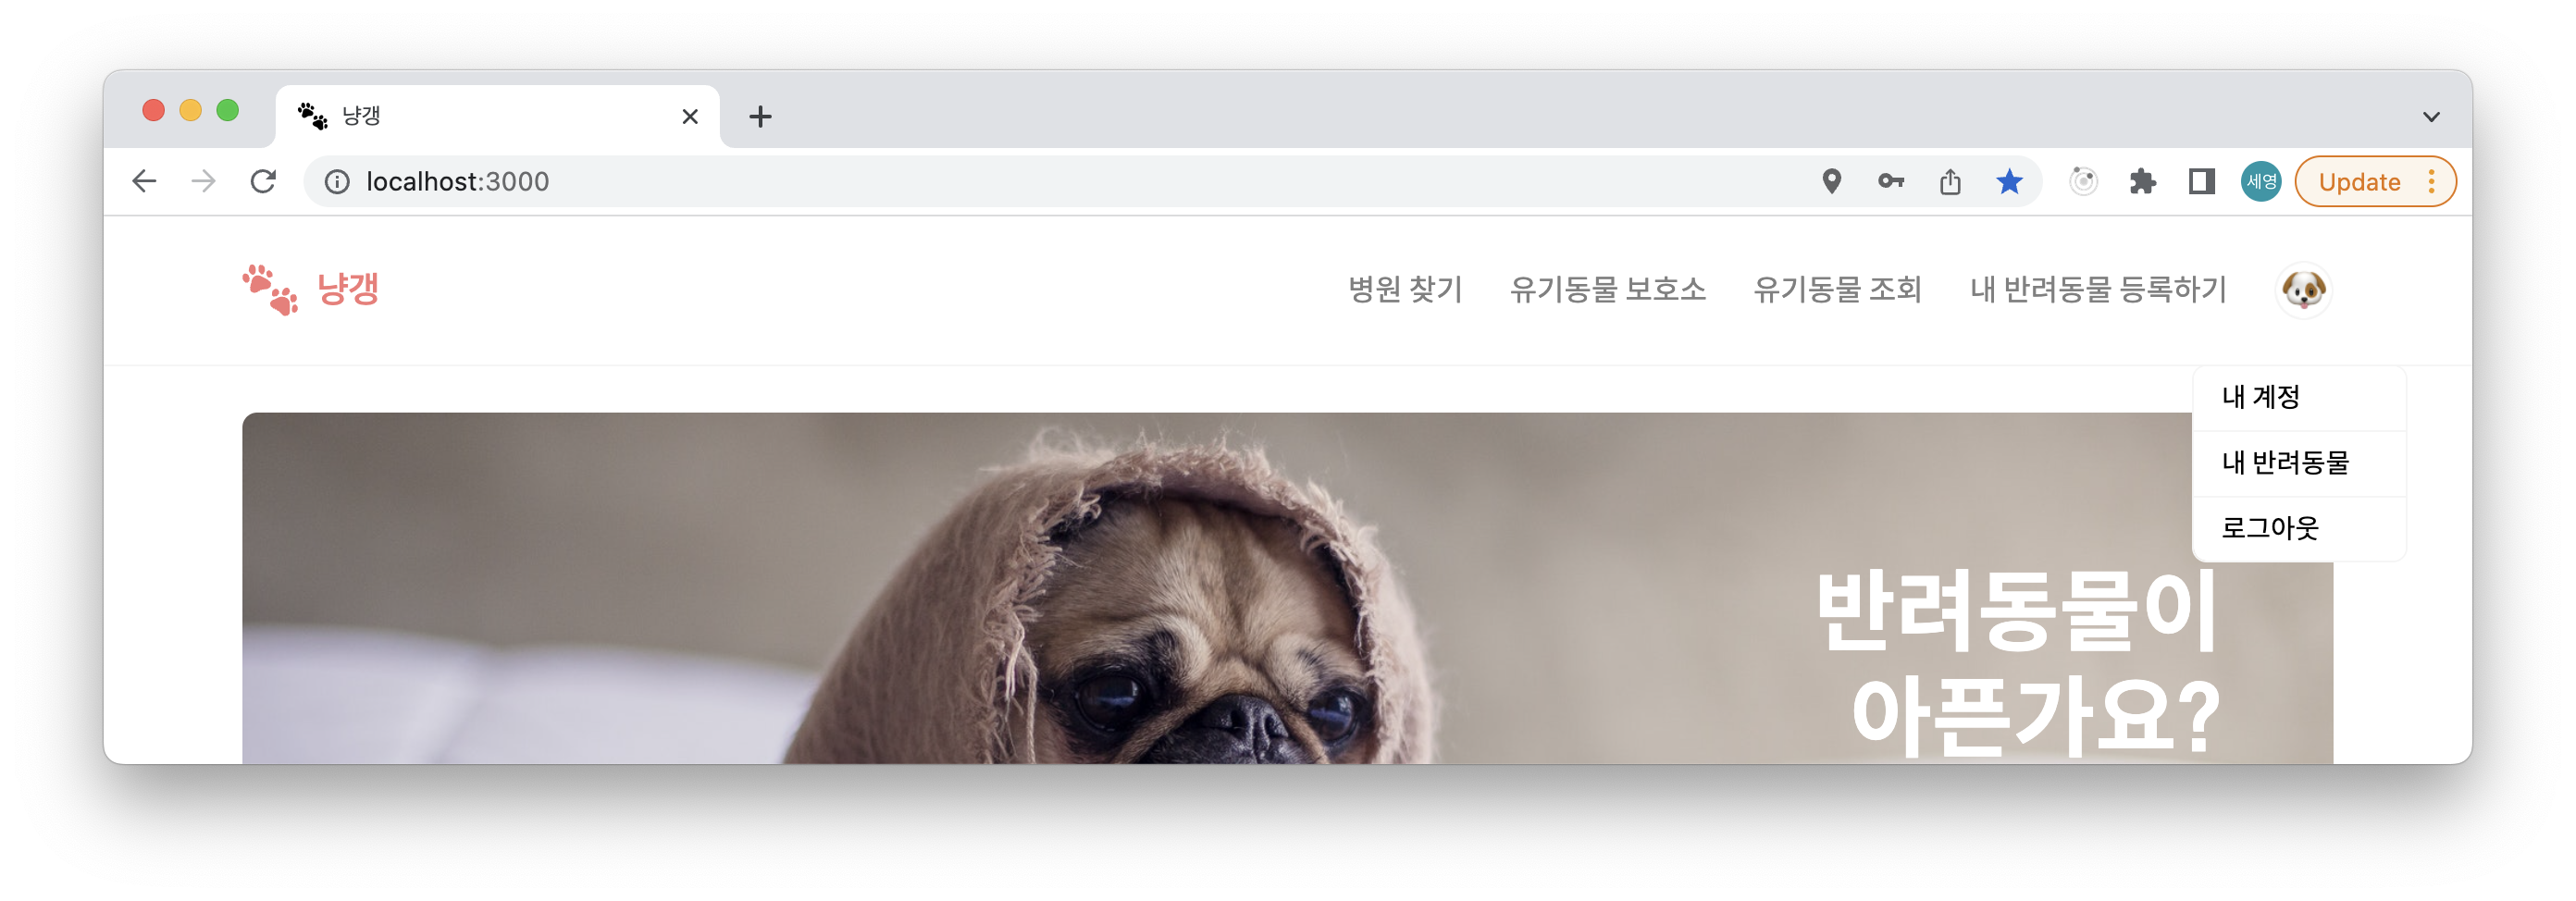 냥갱
localhost:3000
세영
Update
냥갱
병원 찾기 유기동물 보호소 유기동물 조회 내 반려동물 등록하기
내 계정
내 반려동물
로그아웃
반려동물이
아픈가요?